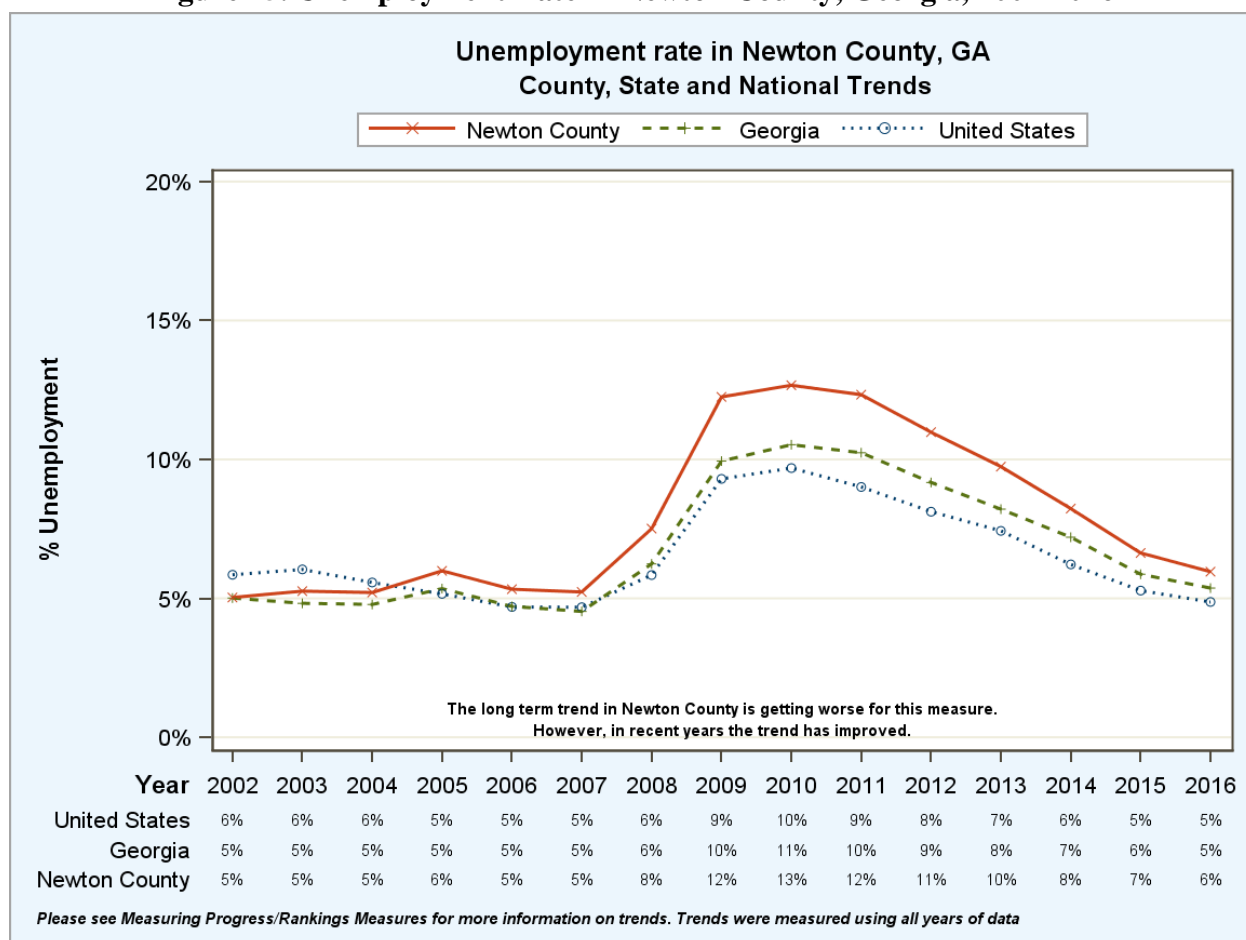 Unemployment rate in Newton County, GA
County, State and National Trends
Newton County Georgia United States
20%
15%
10%
5%
0%
% Unemployment
The long term trend in Newton County is getting worse for this measure.
However, in recent years the trend has improved.
Year 2002 2003 2004 2005 2006 2007 2008 2009 2010 2011 2012 2013 2014 2015 2016
United States 6% 6% 6% 5% 5% 5% 6% 9% 10% 9% 8% 7% 6% 5% 5%
Georgia 5% 5% 5% 5% 5% 5% 6% 10% 11% 10% 9% 8% 7% 6% 5%
Newton County 5% 5% 5% 6% 5% 5% 8% 12% 13% 12% 11% 10% 8% 7% 6%
Please see Measuring Progress/Rankings Measures for more information on trends. Trends were measured using all years of data